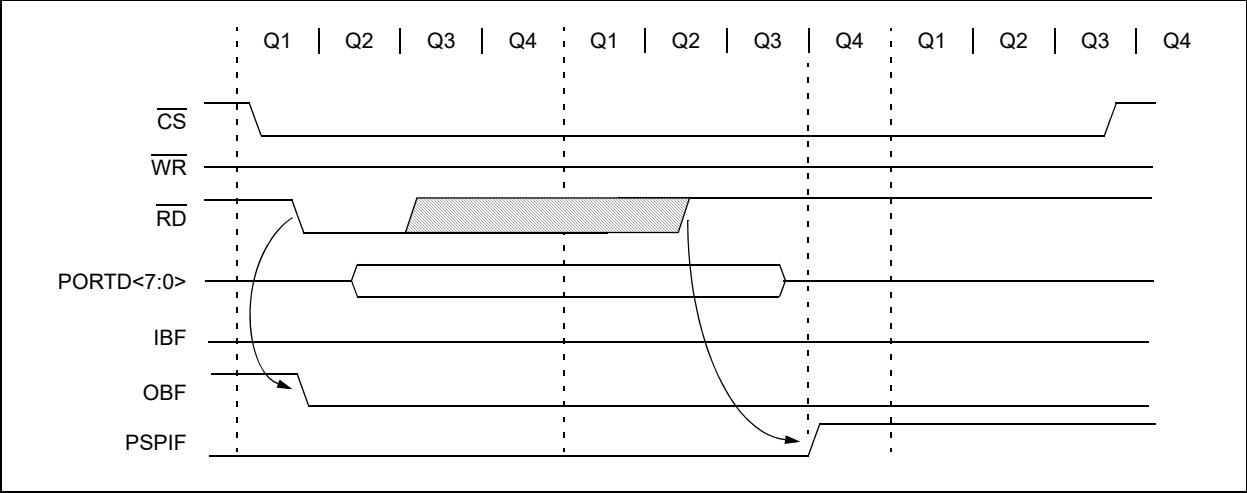 Q1 | Q2 | Q3 | Q4 Q1 | Q2 | Q3 Q4 Q1 | Q2 | Q3 | Q4
CS
WR
RD
PORTD<7:0>
IBF
OBF
PSPIF